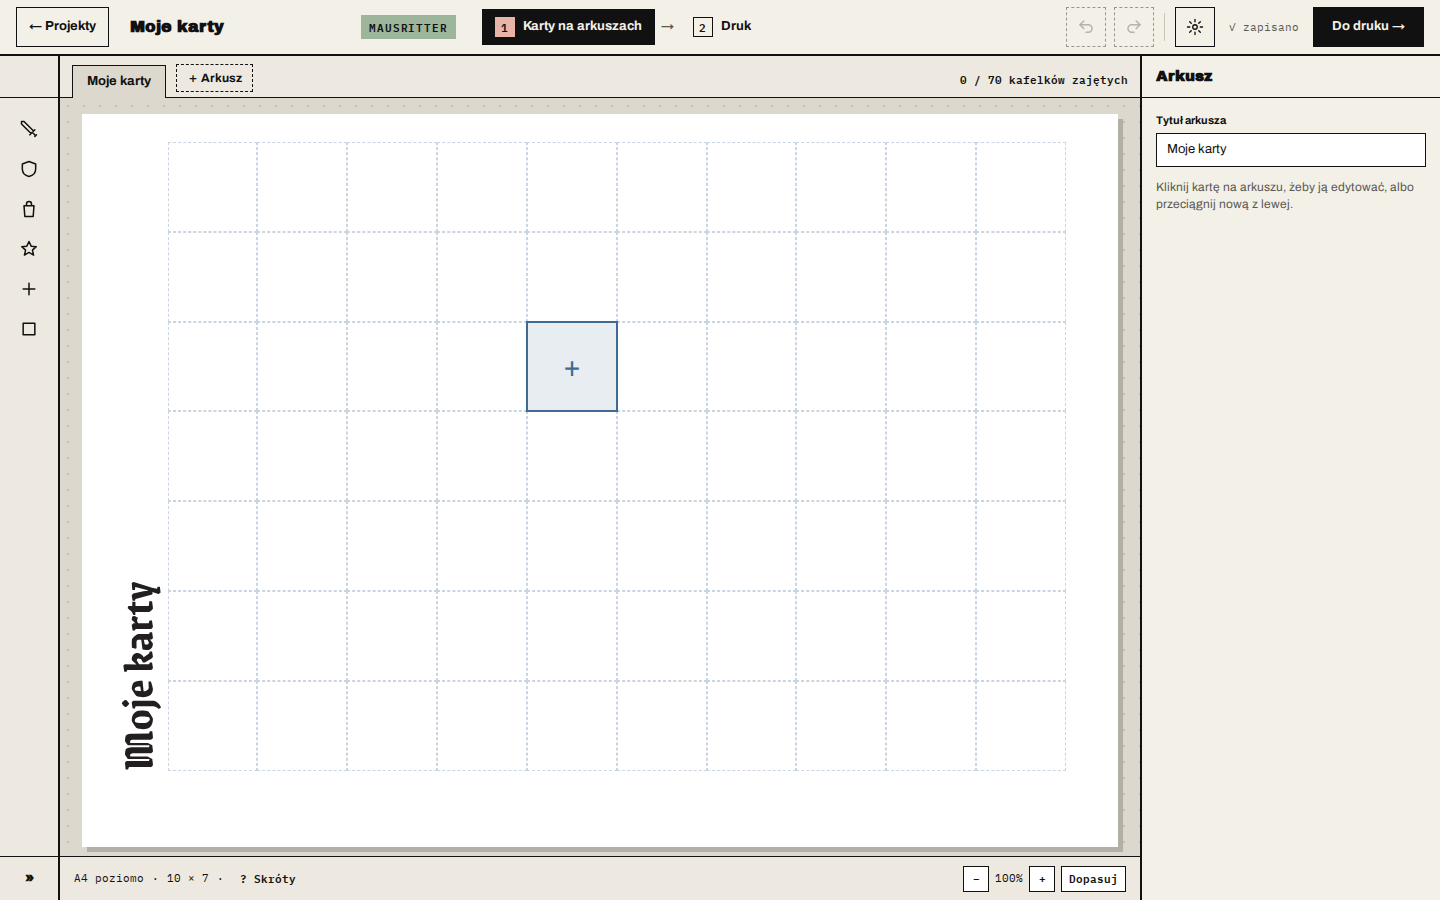 ← Projekty
Moje karty
MAUSRITTER
1 Karty na arkuszach → 2 Druk
√ zapisano
Do druku →
Moje karty
+ Arkusz
0 / 70 kafelków zajętych
Arkusz
Tytuł arkusza
Moje karty
Kliknij kartę na arkuszu, żeby ją edytować, albo
przeciągnij nową z lewej.
+
Moje karty
»
A4 poziomo · 10 × 7 ·
? Skróty
− 100% + Dopasuj